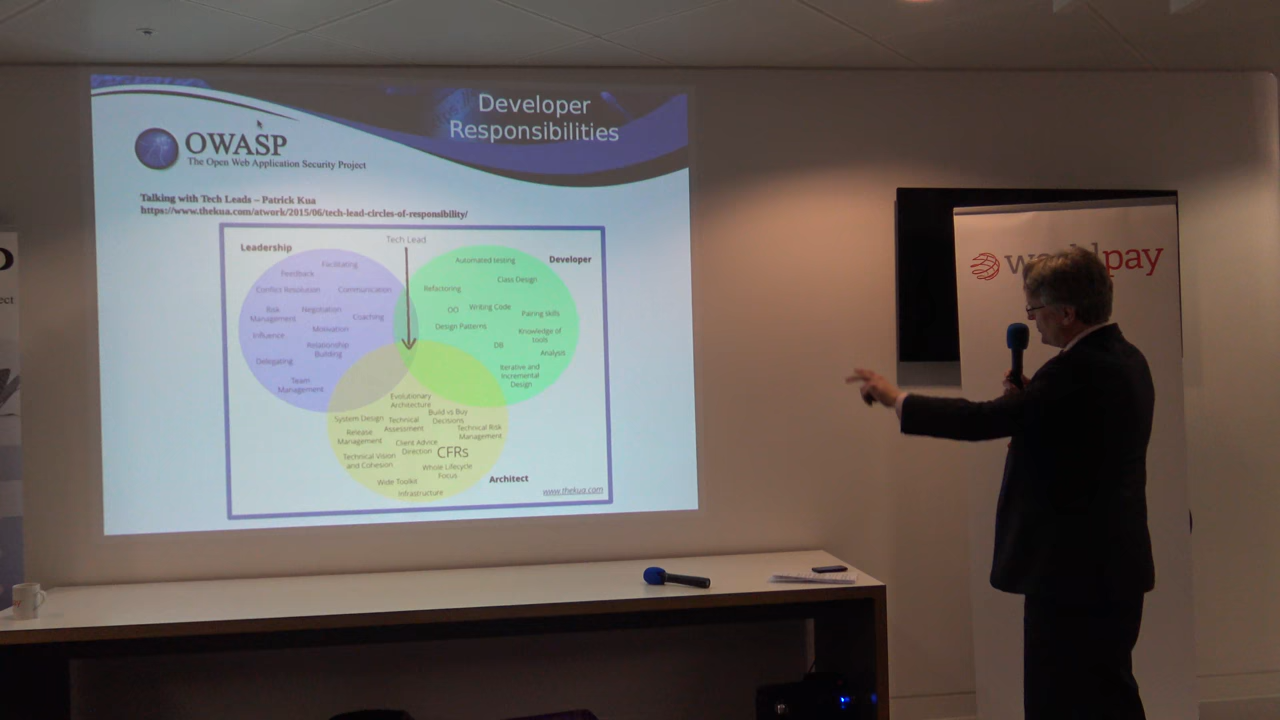 Developer
Responsibilities
OWASP
The Open Web Application Security Project
Talking with Tech Leads – Patrick Kua
https://www.thekua.com/atwork/2015/06/tech-lead-circles-of-responsibility/
Tech Lead
Leadership
Facilitating
Feedback
Conflict Resolution
Communication
Risk
Management
Negotiation
Coaching
Motivation
Influence
Relationship
Building
Delegating
Team
Management
Developer
Automated testing
Class Design
Refactoring
OO
Writing Code
Pairing Skills
Design Patterns
Knowledge of
tools
DB
Analysis
Iterative and
Incremental
Design
Evolutionary
Architecture
System Design
Technical
Assessment
Build vs Buy
Decisions
Release
Management
Technical Risk
Management
Client Advice
Direction
CFRs
Technical Vision
and Cohesion
Whole Lifecycle
Focus
Wide Toolkit
Infrastructure
Architect
www.thekua.com
pay
ect